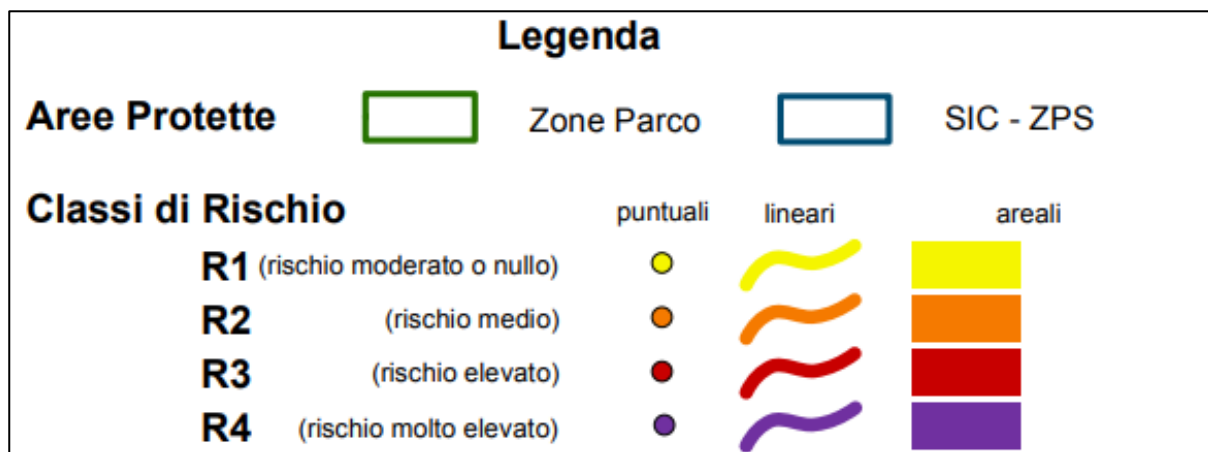 Legenda
Aree Protette Zone Parco SIC - ZPS
Classi di Rischio puntuali lineari areali
R1 (rischio moderato o nullo)
R2 (rischio medio)
R3 (rischio elevato)
R4 (rischio molto elevato)